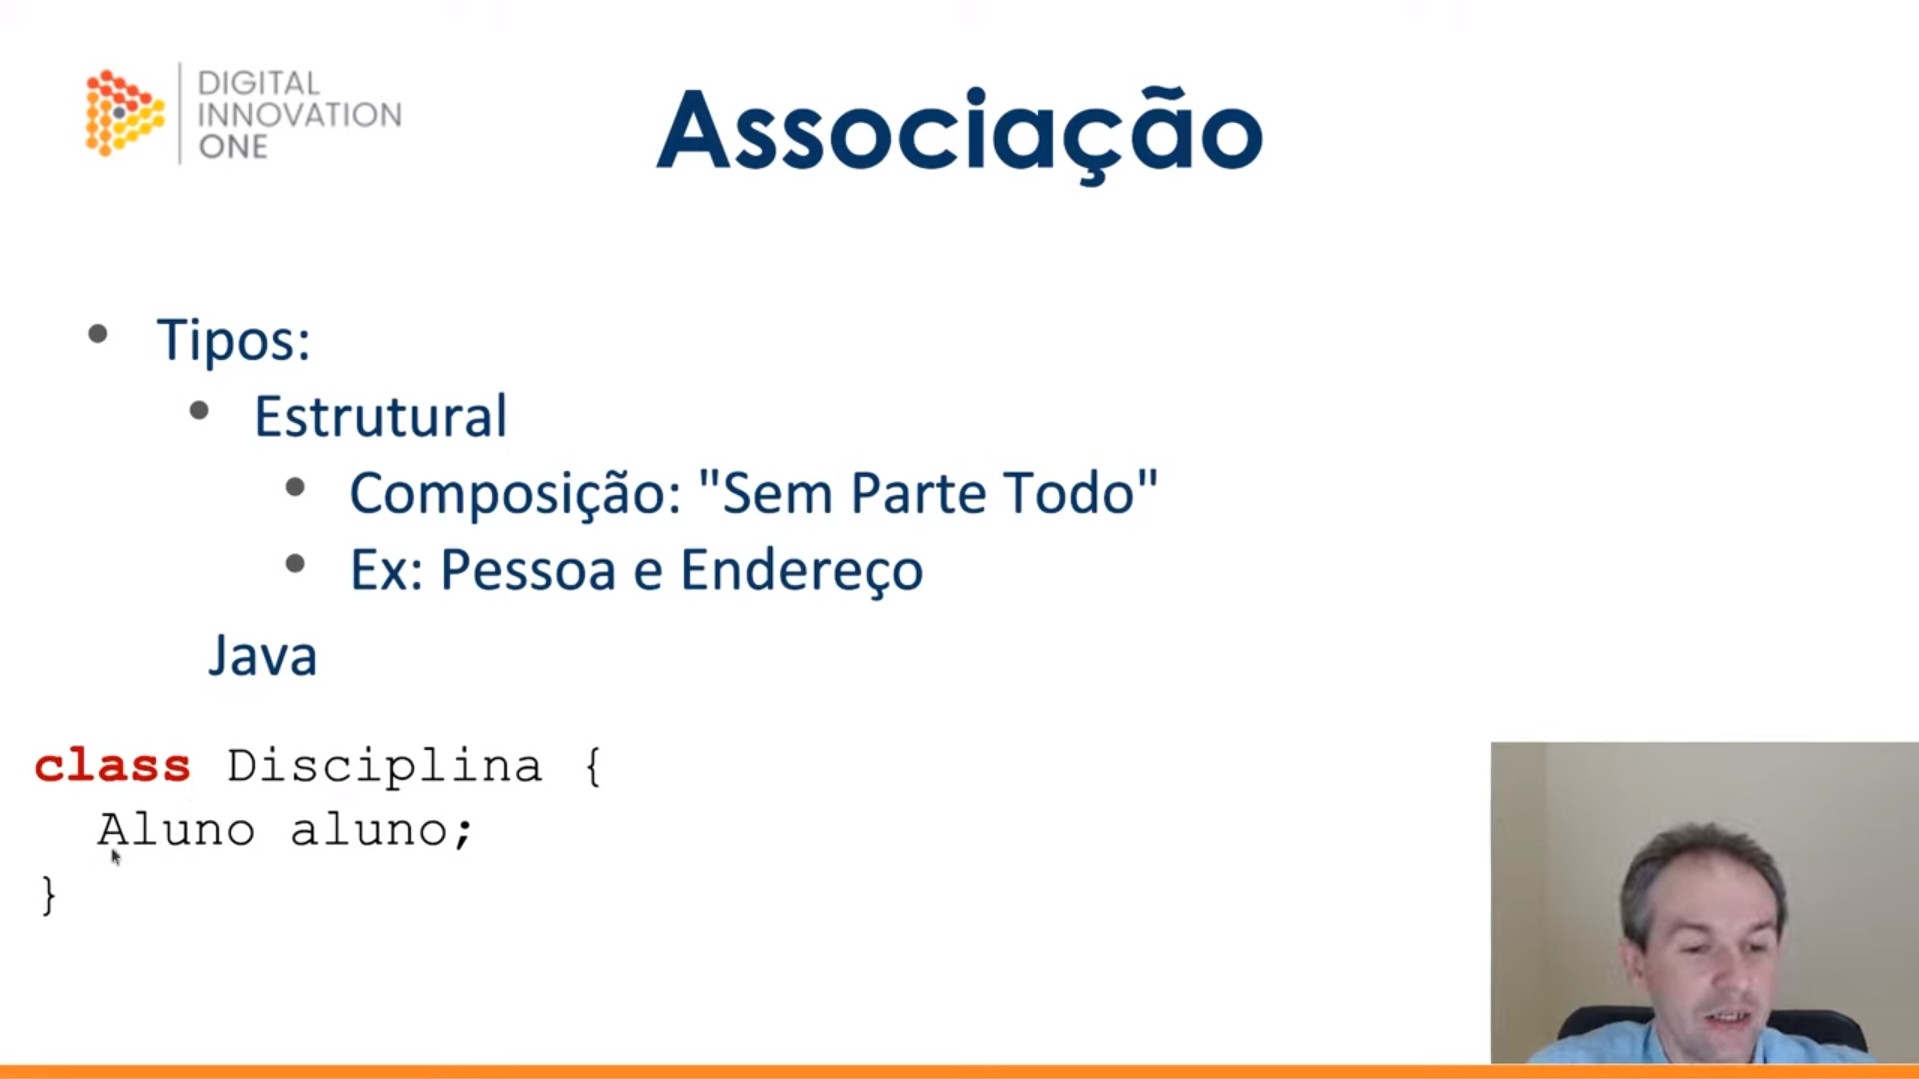 DIGITAL
INNOVATION
ONE
Associação
• Tipos:
• Estrutural
• Composição: "Sem Parte Todo"
• Ex: Pessoa e Endereço
Java
class Disciplina {
Aluno aluno;
}